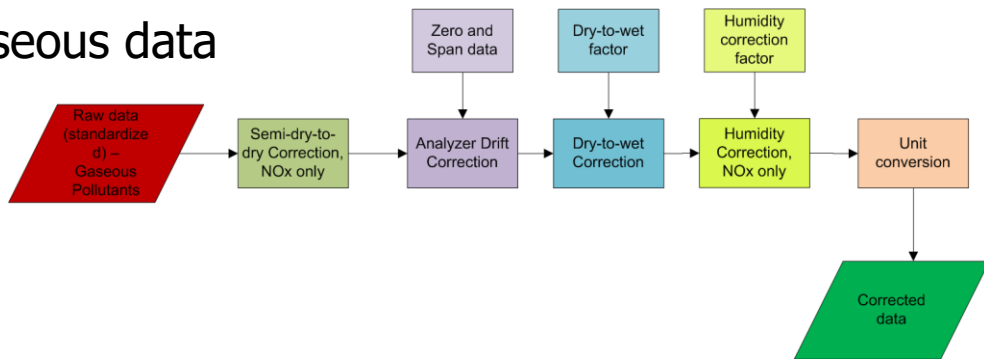 seous data
Zero and
Span data
Dry-to-wet
factor
Humidity
correction
factor
Raw data
(standardize
d) –
Gaseous
Pollutants
Semi-dry-to-
dry Correction,
NOx only
Analyzer Drift
Correction
Dry-to-wet
Correction
Humidity
Correction,
NOx only
Unit
conversion
Corrected
data